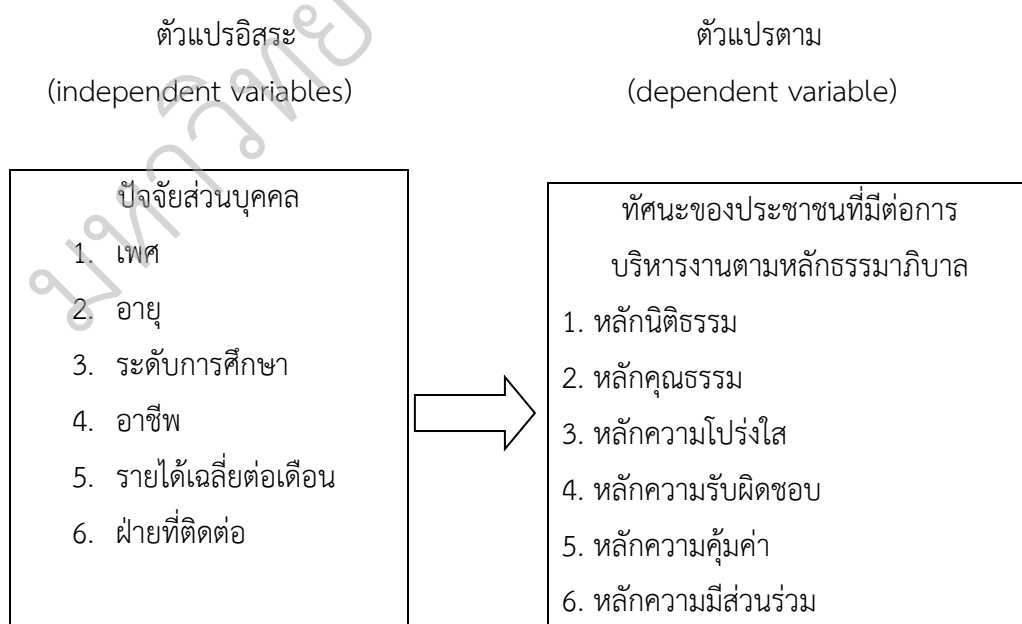 ตัวแปรอิสระ
(independent variables)
ตัวแปรตาม
(dependent variable)
ปัจจัยส่วนบุคคล
1. เพศ
2. อายุ
3. ระดับการศึกษา
4. อาชีพ
5. รายได้เฉลี่ยต่อเดือน
6. ฝ่ายที่ติดต่อ
ทัศนะของประชาชนที่มีต่อการ
บริหารงานตามหลักธรรมาภิบาล
1. หลักนิติธรรม
2. หลักคุณธรรม
3. หลักความโปร่งใส
4. หลักความรับผิดชอบ
5. หลักความคุ้มค่า
6. หลักความมีส่วนร่วม